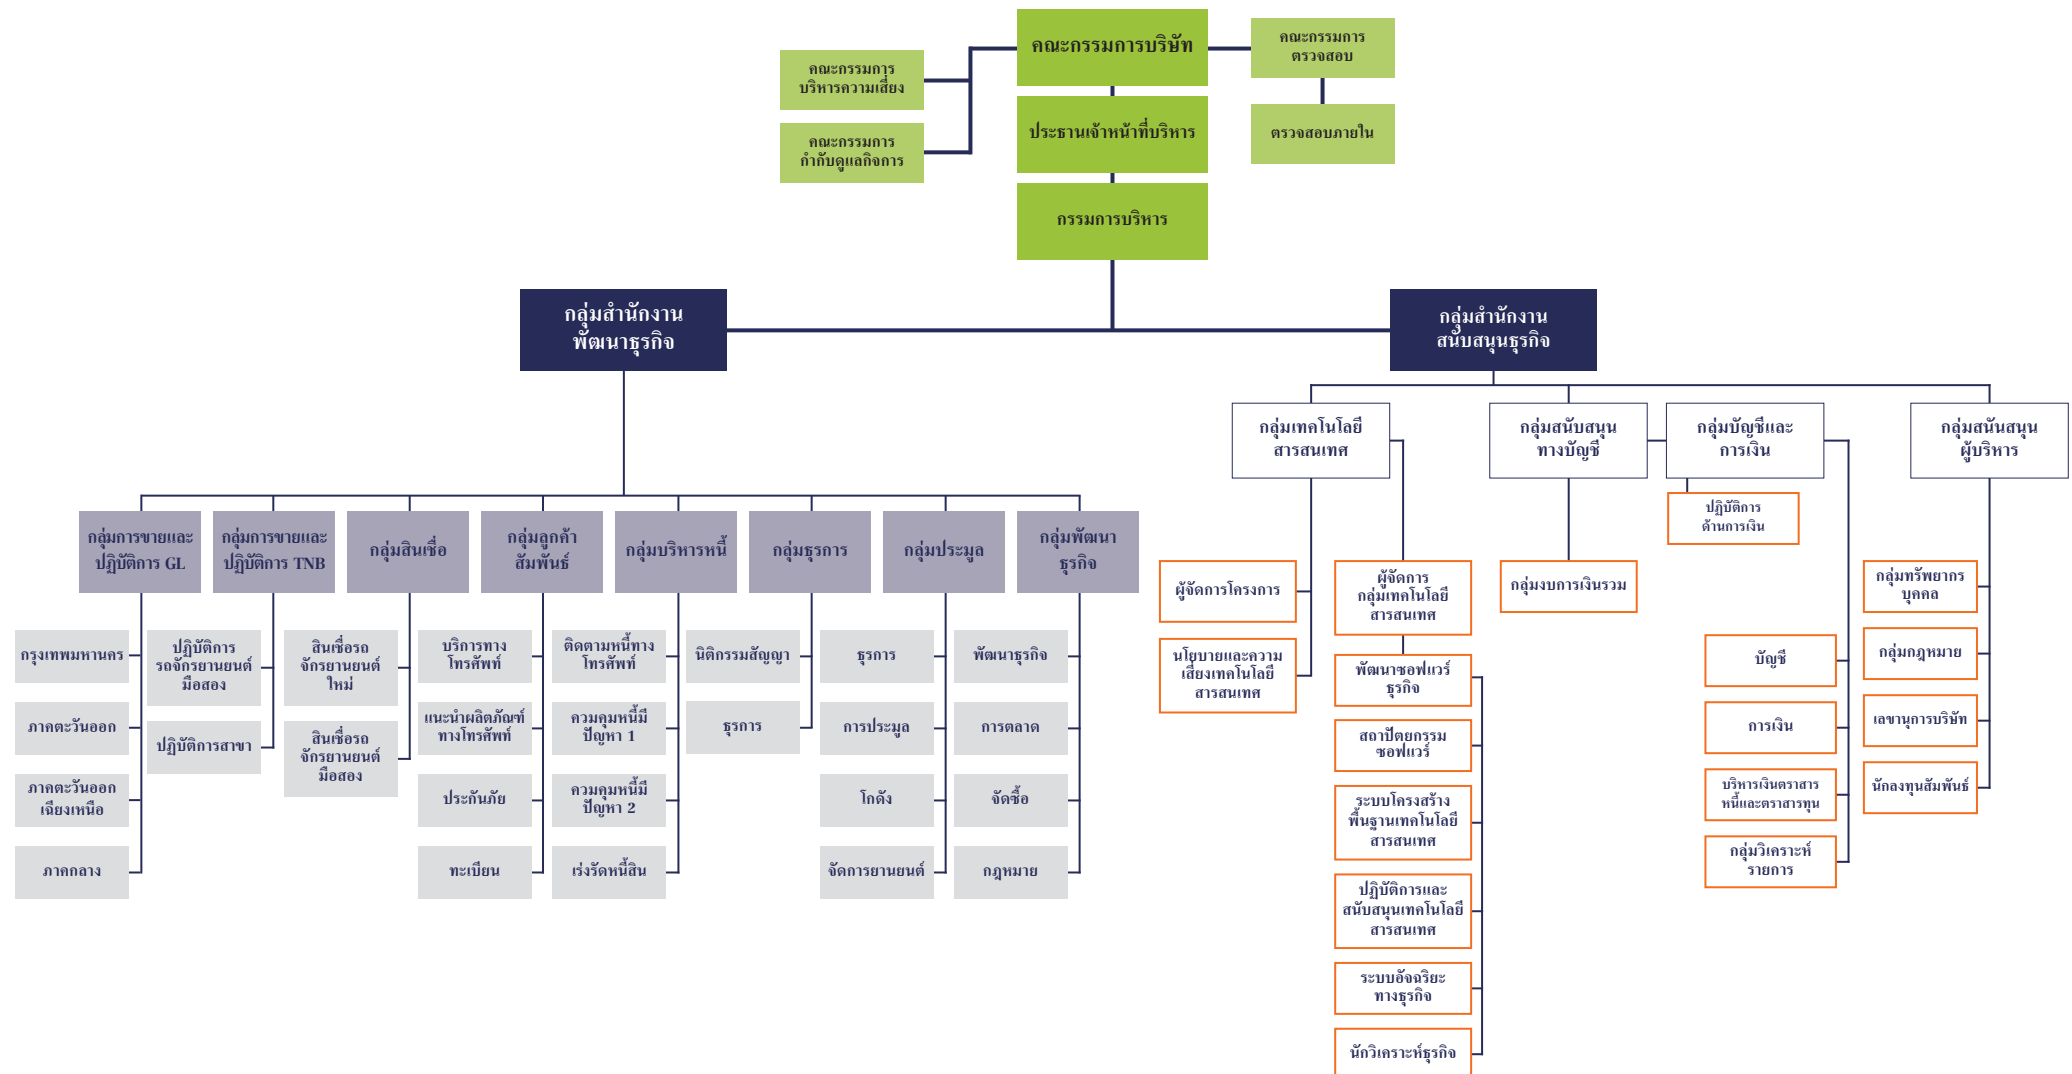 คณะกรรมการบริษัท
คณะกรรมการ
ตรวจสอบ
คณะกรรมการ
บริหารความเสี่ยง
ประธานเจ้าหน้าที่บริหาร
ตรวจสอบภายใน
คณะกรรมการ
กำกับดูแลกิจการ
กรรมการบริหาร
กลุ่มสำนักงาน
พัฒนาธุรกิจ
กลุ่มสำนักงาน
สนับสนุนธุรกิจ
กลุ่มเทคโนโลยี
สารสนเทศ
กลุ่มสนับสนุน
ทางบัญชี
กลุ่มบัญชีและ
การเงิน
กลุ่มสนันสนุน
ผู้บริหาร
ปฏิบัติการ
ด้านการเงิน
กลุ่มการขายและ
ปฏิบัติการ GL
กลุ่มการขายและ
ปฏิบัติการ TNB
กลุ่มสินเชื่อ
กลุ่มลูกค้า
สัมพันธ์
กลุ่มบริหารหนี้
กลุ่มธุรการ
กลุ่มประมูล
กลุ่มพัฒนา
ธุรกิจ
กรุงเทพมหานคร
ภาคตะวันออก
ภาคตะวันออก
เฉียงเหนือ
ภาคกลาง
ปฏิบัติการ
รถจักรยานยนต์
มือสอง
ปฏิบัติการสาขา
สินเชื่อรถ
จักรยานยนต์
ใหม่
สินเชื่อรถ
จักรยานยนต์
มือสอง
บริการทาง
โทรศัพท์
แนะนำผลิตภัณฑ์
ทางโทรศัพท์
ประกันภัย
ทะเบียน
ติดตามหนี้ทาง
โทรศัพท์
ควมคุมหนี้มี
ปัญหา 1
ควมคุมหนี้มี
ปัญหา 2
เร่งรัดหนี้สิน
นิติกรรมสัญญา
ธุรการ
ธุรการ
การประมูล
โกดัง
จัดการยานยนต์
พัฒนาธุรกิจ
การตลาด
จัดซื้อ
กฎหมาย
ผู้จัดการโครงการ
นโยบายและความ
เสี่ยงเทคโนโลยี
สารสนเทศ
ผู้จัดการ
กลุ่มเทคโนโลยี
สารสนเทศ
พัฒนาซอฟแวร์
ธุรกิจ
สถาปัตยกรรม
ซอฟแวร์
ระบบโครงสร้าง
พื้นฐานเทคโนโลยี
สารสนเทศ
ปฏิบัติการและ
สนับสนุนเทคโนโลยี
สารสนเทศ
ระบบอัจฉริยะ
ทางธุรกิจ
นักวิเคราะห์ธุรกิจ
กลุ่มงบการเงินรวม
บัญชี
การเงิน
บริหารเงินตราสาร
หนี้และตราสารทุน
กลุ่มวิเคราะห์
รายการ
กลุ่มทรัพยากร
บุคคล
กลุ่มกฎหมาย
เลขานุการบริษัท
นักลงทุนสัมพันธ์